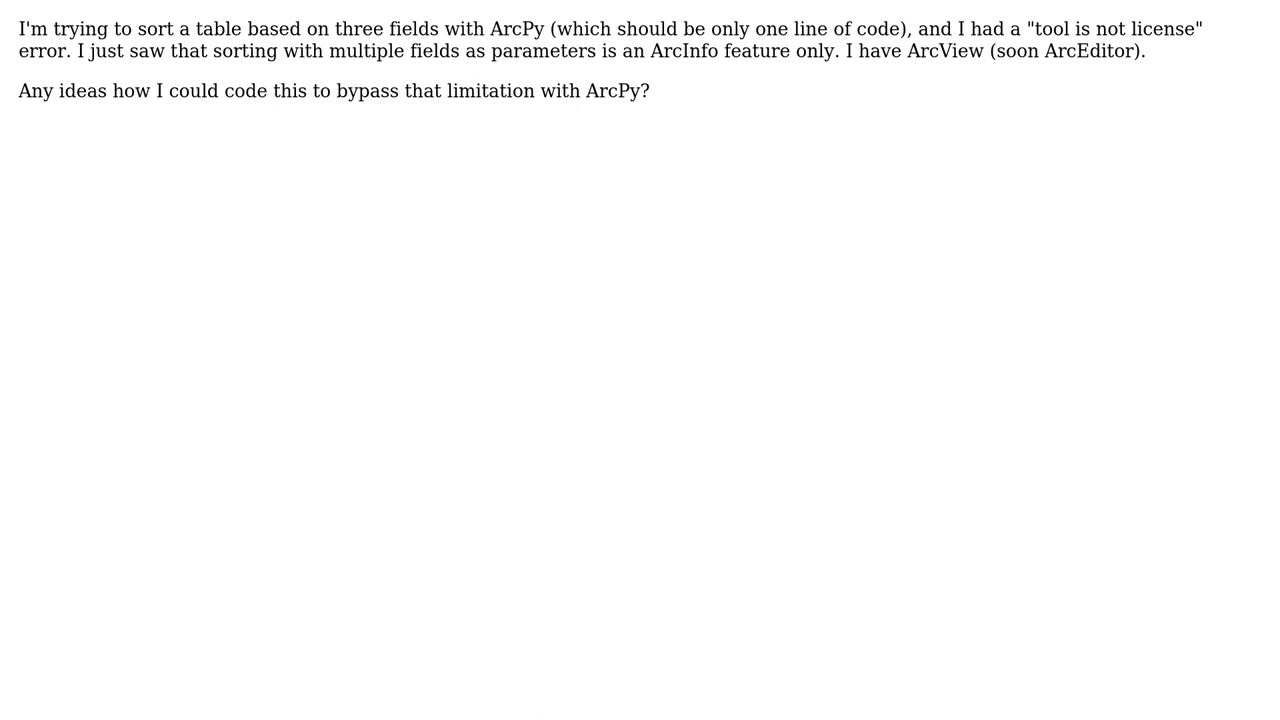 I'm trying to sort a table based on three fields with ArcPy (which should be only one line of code), and I had a "tool is not license"
error. I just saw that sorting with multiple fields as parameters is an ArcInfo feature only. I have ArcView (soon ArcEditor).
Any ideas how I could code this to bypass that limitation with ArcPy?